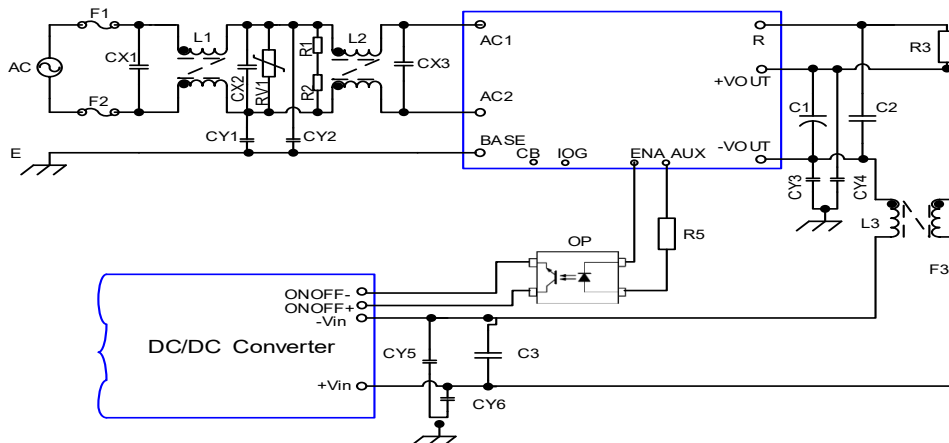 F1
L1
L2
AC1
R
R3
CX1
CX2
RV1
R1
R2
CX3
AC
+VOUT
F2
AC2
C1
C2
CY1
CY2
BASE
-VOUT
E
CB
IOG
ENA
AUX
CY3
CY4
L3
R5
OP
F3
ONOFF-
ONOFF+
-Vin
DC/DC Converter
CY5
C3
+Vin
CY6